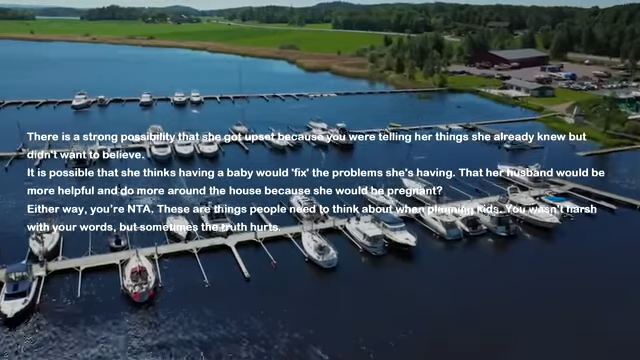 There is a strong possibility that she got upset because you were telling her things she already knew but
didn't want to believe.
It is possible that she thinks having a baby would 'fix' the problems she's having. That her husband would be
more helpful and do more around the house because she would be pregnant?
Either way, you're NTA. These are things people need to think about when planning kids. You wasn't harsh
with your words, but sometimes the truth hurts.